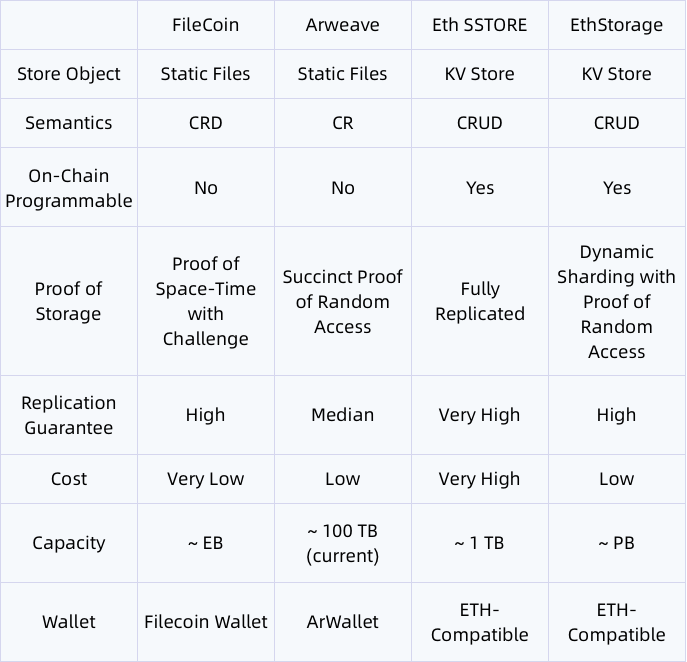 FileCoin Arweave Eth SSTORE EthStorage
Store Object Static Files Static Files KV Store KV Store
Semantics CRD CR CRUD CRUD
On-Chain
Programmable
No No Yes Yes
Proof of
Storage
Proof of
Space-Time
with
Challenge
Succinct Proof
of Random
Access
Fully
Replicated
Dynamic
Sharding with
Proof of
Random
Access
Replication
Guarantee
High Median Very High High
Cost Very Low Low Very High Low
Capacity ~ EB
~ 100 TB
(current)
~ 1 TB ~ PB
Wallet Filecoin Wallet ArWallet
ETH-
Compatible
ETH-
Compatible